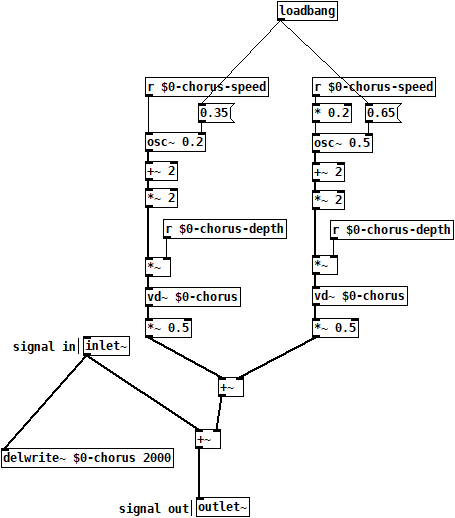 loadbang
r $0-chorus-speed
r $0-chorus-speed
0.35
* 0.2
0.65
osc~ 0.2
osc~ 0.5
+~ 2
+~ 2
*~ 2
*~ 2
r $0-chorus-depth
r $0-chorus-depth
*~
*~
vd~ $0-chorus
vd~ $0-chorus
*~ 0.5
*~ 0.5
signal in
inlet~
+~
+~
delwrite~ $0-chorus 2000
signal out
outlet~